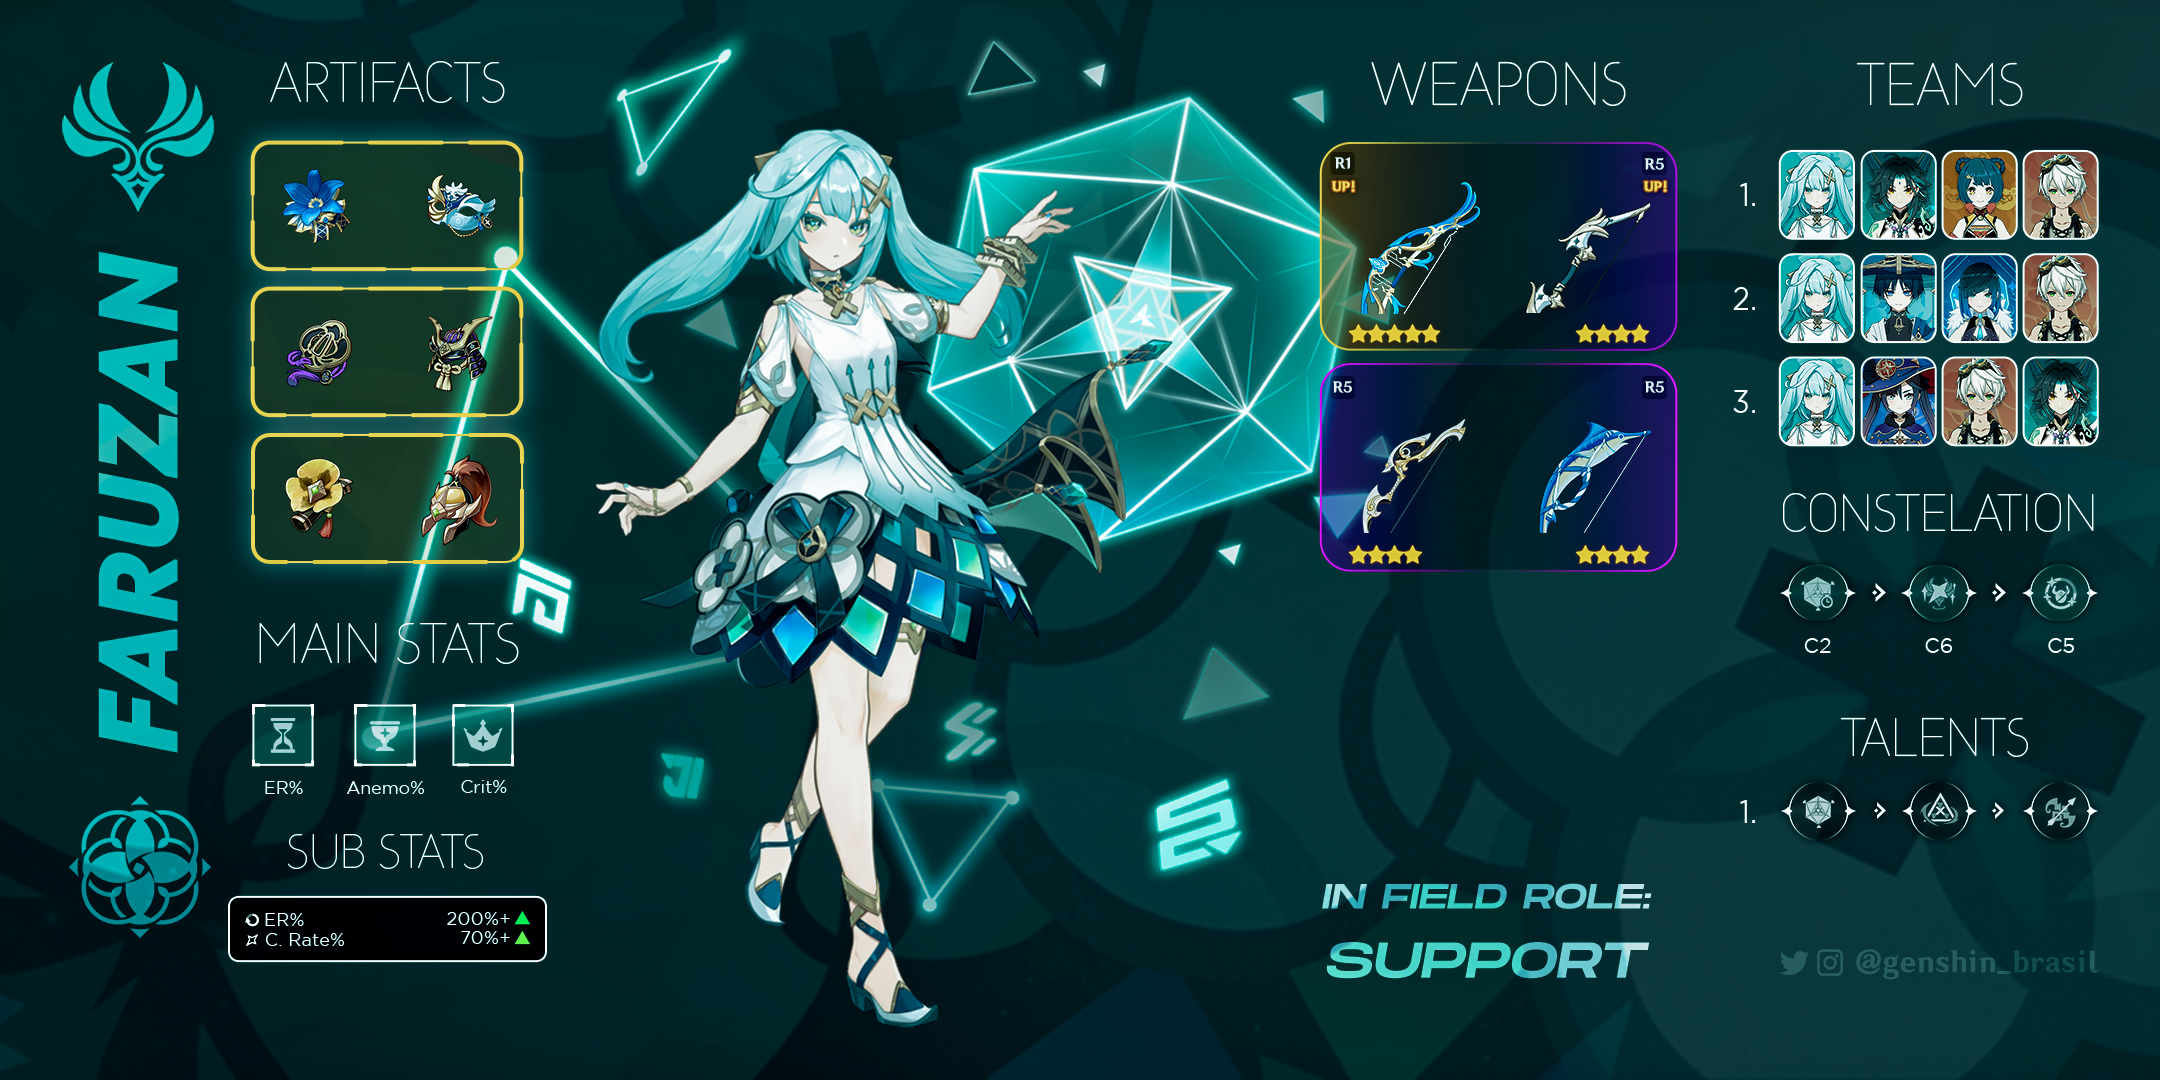 FARUZAN
ARTIFACTS
MAIN STATS
ER%
Anemo%
Crit%
SUB STATS
ER% 200%+
C. Rate% 70%+
WEAPONS
R1
UP!
R5
UP!
R5
R5
IN FIELD ROLE:
SUPPORT
TEAMS
1.
2.
3.
CONSTELATION
C2
C6
C5
TALENTS
1.
@genshin_brasil